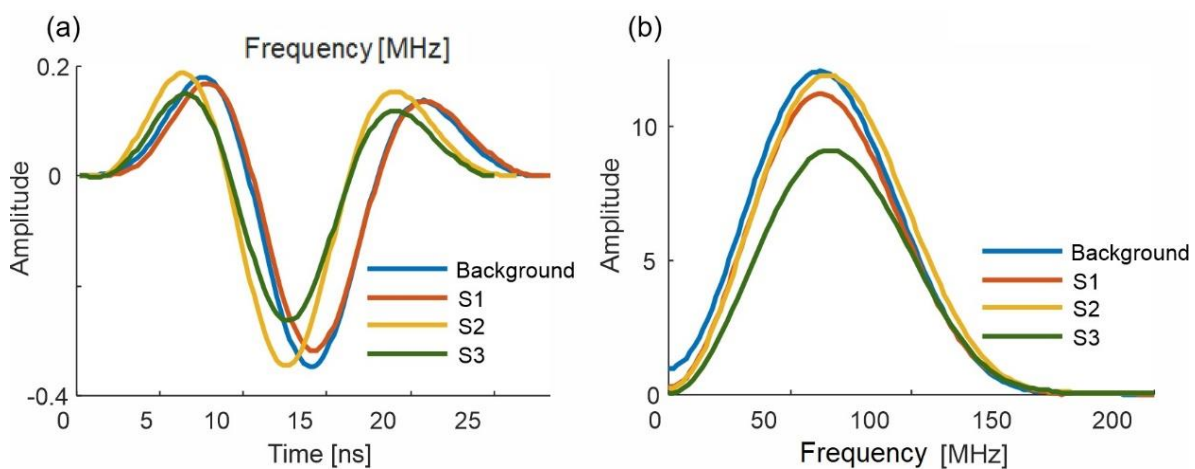 (a)
Frequency [MHz]
0.2
0
-0.4
Amplitude
Background
S1
S2
S3
0 5 10 15 20 25
Time [ns]
(b)
10
5
0
Amplitude
Background
S1
S2
S3
0 50 100 150 200
Frequency [MHz]